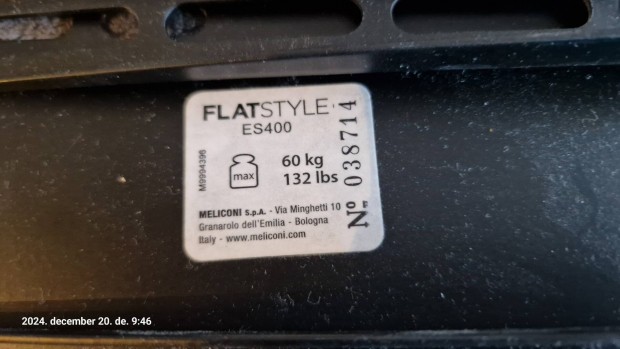 FLATSTYLE
ES400
M9994396
max
60 kg
132 lbs
Nº 038714
MELICONI S.p.A. - Via Minghetti 10
Granarolo dell'Emilia - Bologna
Italy - www.meliconi.com
2024. december 20. de. 9:46